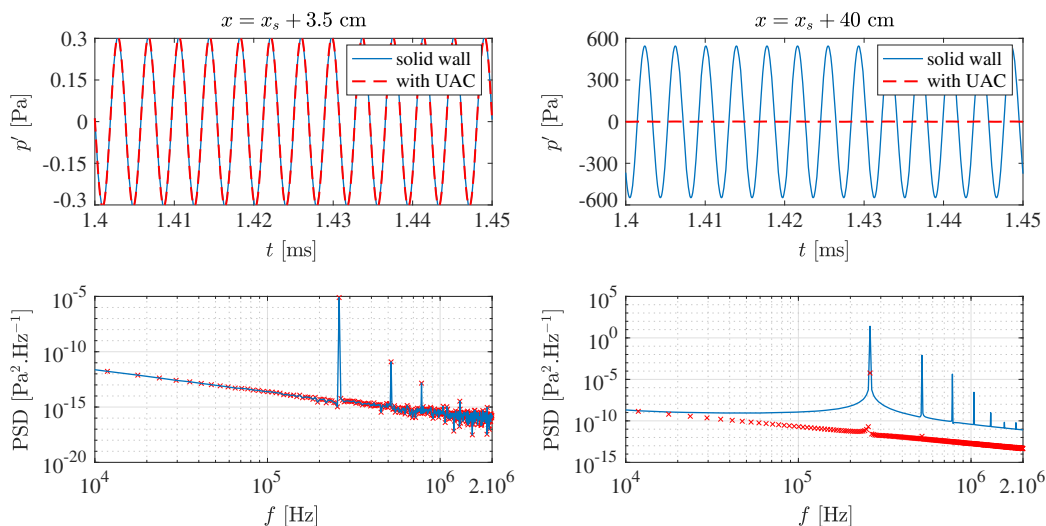 x = x_s + 3.5 cm
0.3
0.15
0
-0.15
-0.3
p′ [Pa]
solid wall
with UAC
1.4
1.41
1.42
1.43
1.44
1.45
t [ms]
x = x_s + 40 cm
600
300
0
-300
-600
p′ [Pa]
solid wall
with UAC
1.4
1.41
1.42
1.43
1.44
1.45
t [ms]
10^-5
10^-10
10^-15
10^-20
PSD [Pa².Hz⁻¹]
10^4
10^5
10^6
2.10^6
f [Hz]
10^5
10^0
10^-5
10^-10
10^-15
PSD [Pa².Hz⁻¹]
10^4
10^5
10^6
2.10^6
f [Hz]